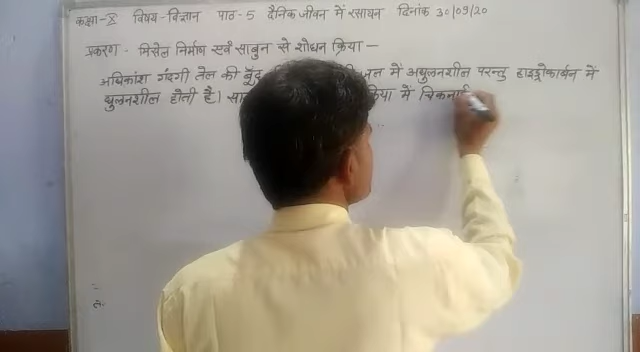 कक्षा-X विषय-विज्ञान पाठ-5 दैनिक जीवन में रसायन दिनांक 30/09/20
प्रकरण - मिसेल निर्माण एवं साबुन से शोधन क्रिया —
अधिकांश गंदगी तेल की बूँद जल में अघुलनशील परन्तु हाइड्रोकार्बन में
घुलनशील होती है। में चिकनाई